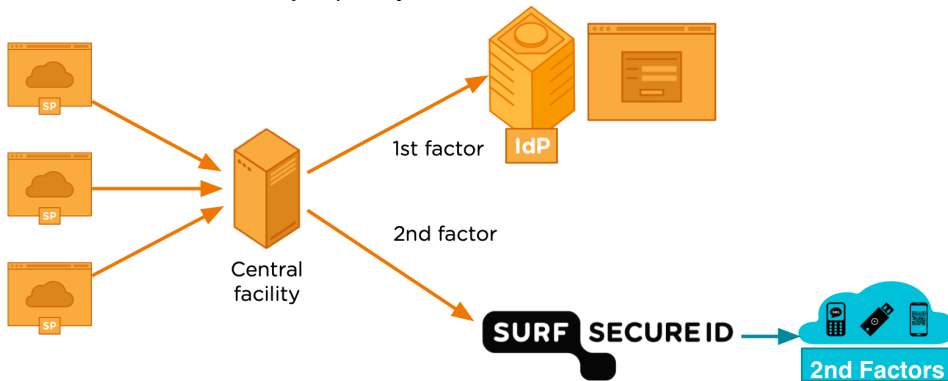 SP
SP
SP
Central
facility
1st factor
IdP
2nd factor
SURF SECURE ID
2nd Factors